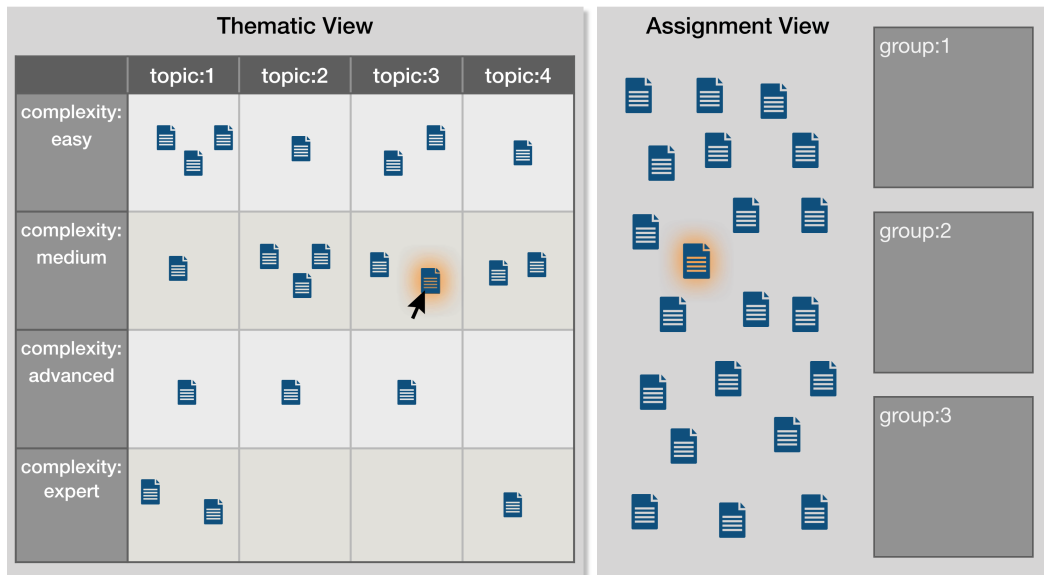 Thematic View
topic:1 topic:2 topic:3 topic:4
complexity:
easy
complexity:
medium
complexity:
advanced
complexity:
expert
Assignment View
group:1
group:2
group:3